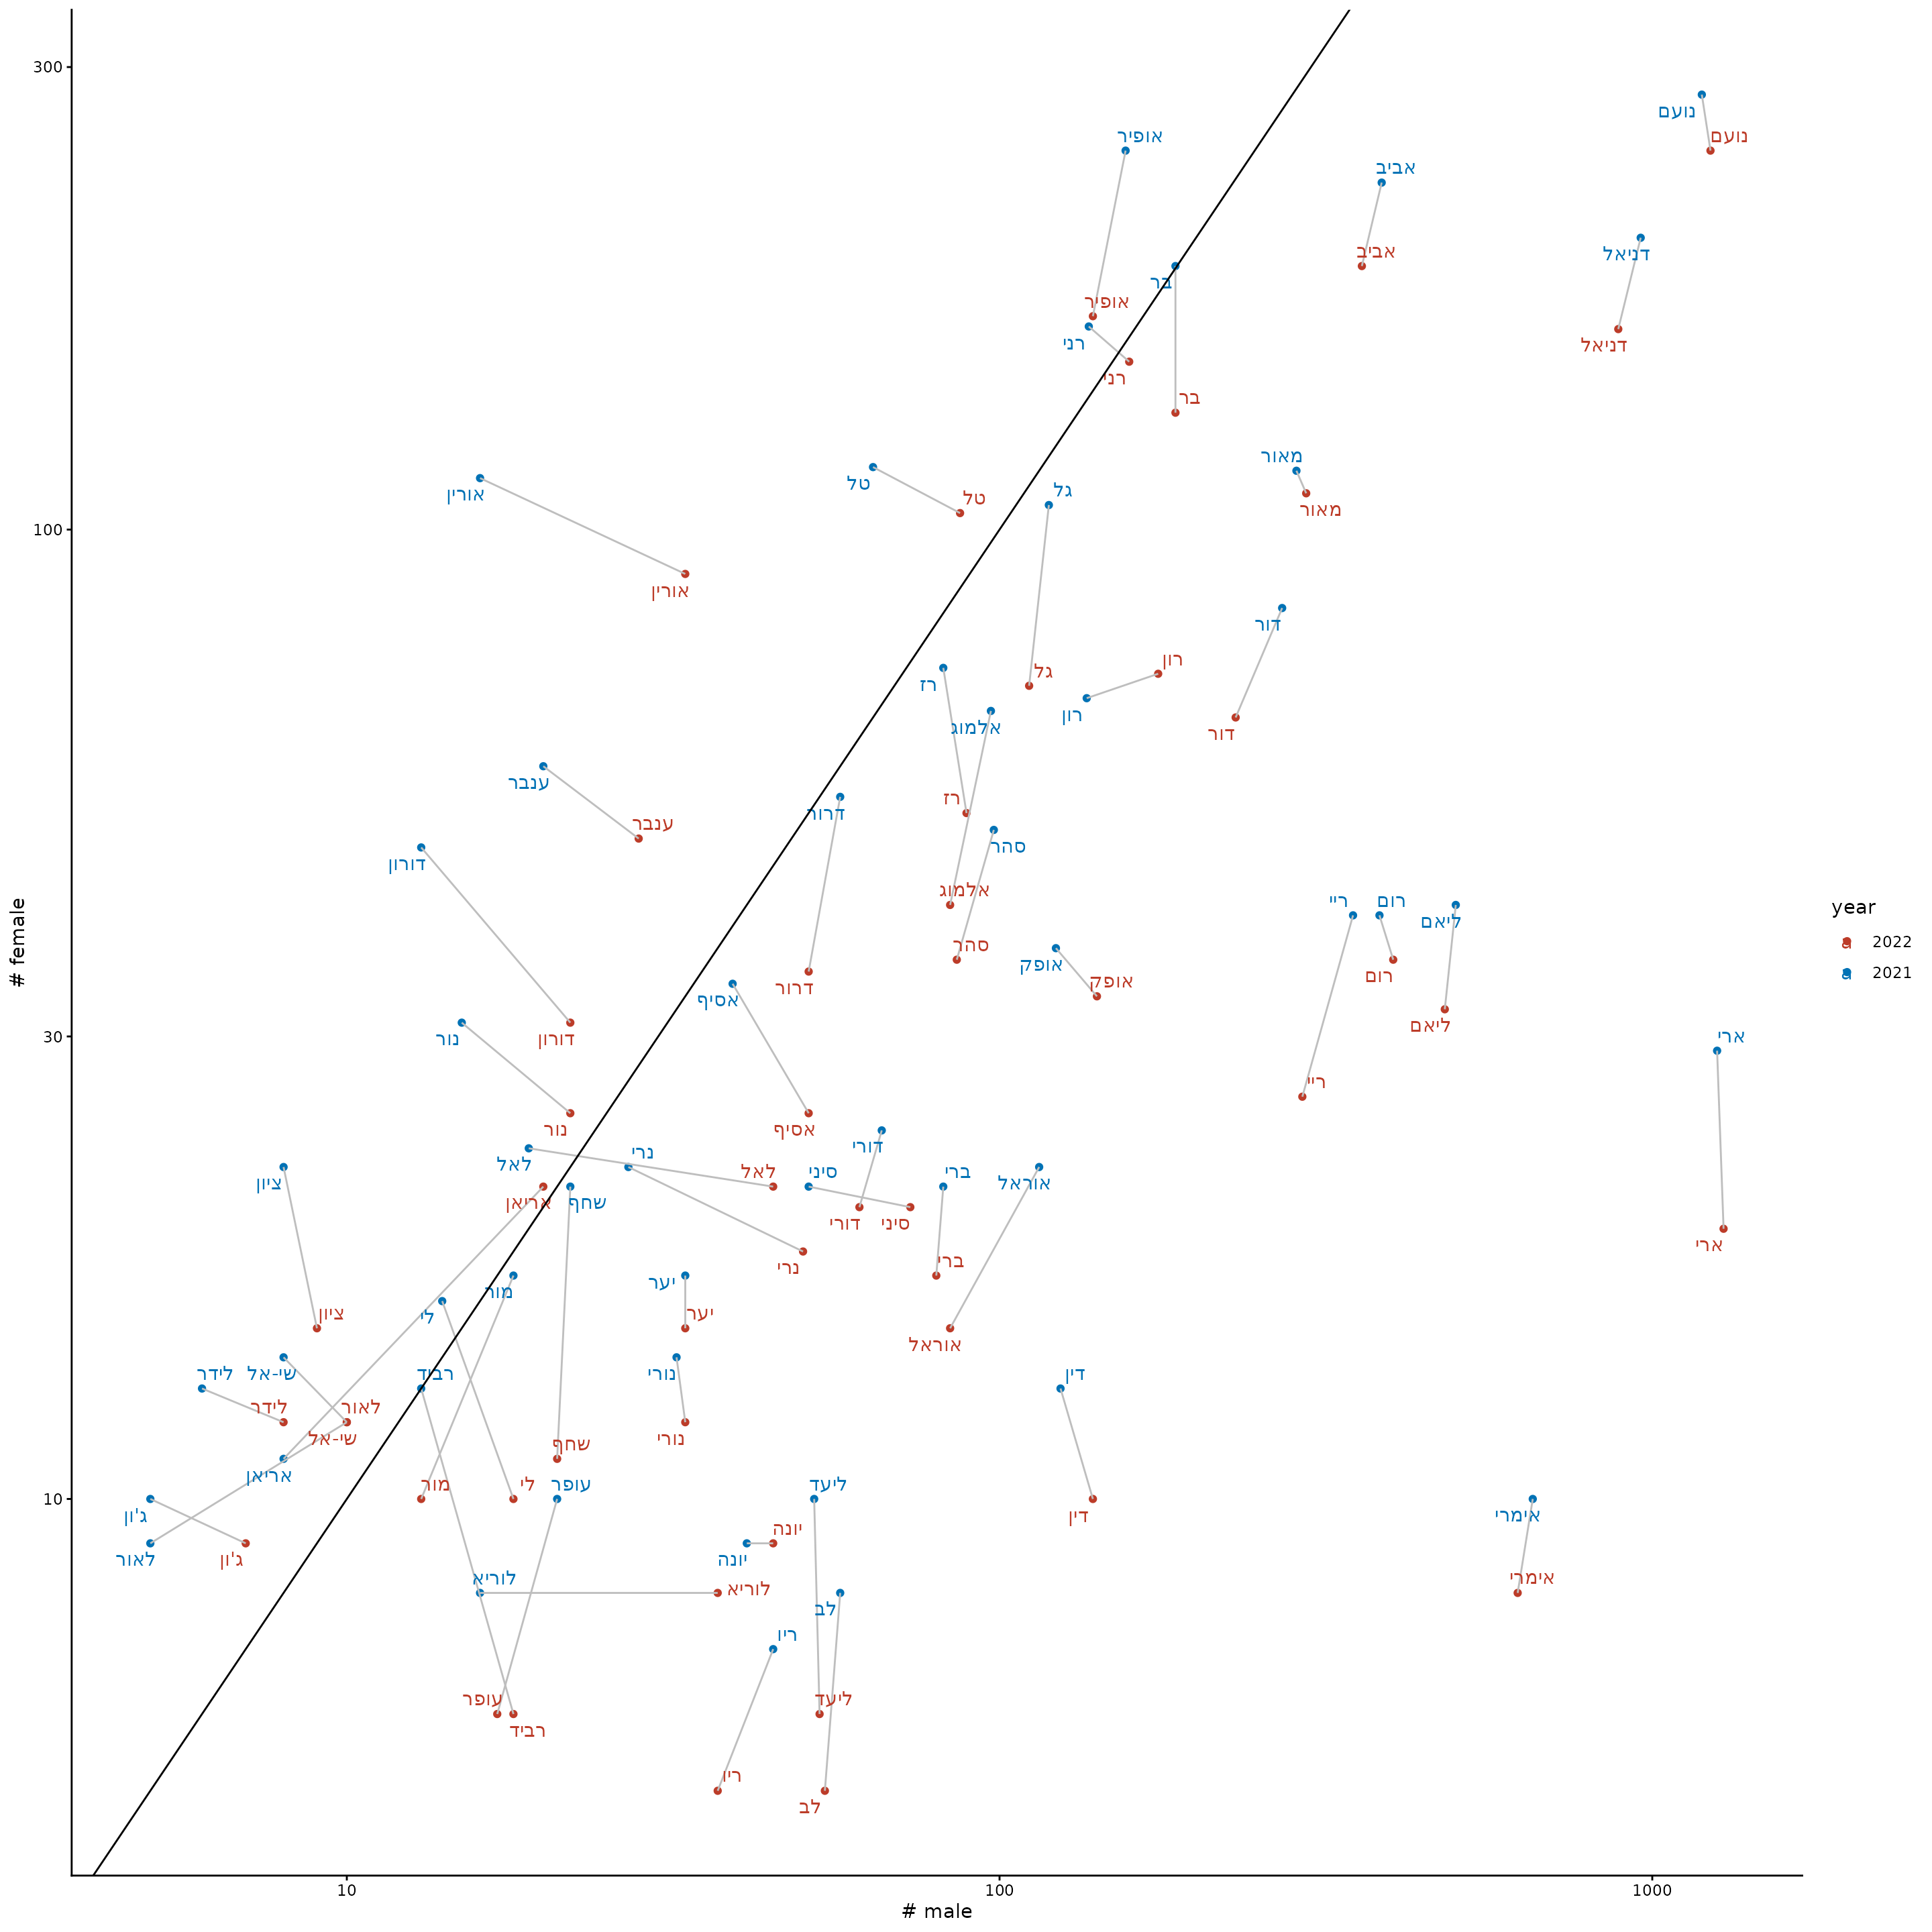 300
נועם
נועם
אופיר
אביב
דניאל
אביב
בר
אופיר
רני
דניאל
רני
בר
מאור
טל
גל
אורין
טל
מאור
100
אורין
דור
רון
גל
רז
רון
אלמוג
דור
ענבר
רז
דרור
ענבר
סהר
דורון
אלמוג
ריי
רום
ליאם
# female
year
סהר
2022
אופק
רום
2021
אופק
דרור
אסיף
ליאם
30
נור
דורון
ארי
ריי
נור
אסיף
נרי
דורי
לאל
לאל
סיני
ברי
ציון
אוראל
אריאן
שחף
דורי
סיני
ארי
ברי
נרי
יער
מור
ציון
לי
יער
אוראל
לידר
שי-אל
רביד
נורי
דין
לידר
לאור
שי-אל
נורי
שחף
אריאן
מור
לי
עופר
ליעד
10
ג'ון
דין
אימרי
יונה
לאור
ג'ון
יונה
לוריא
לוריא
אימרי
לב
ריו
עופר
רביד
ליעד
ריו
לב
10
100
1000
# male